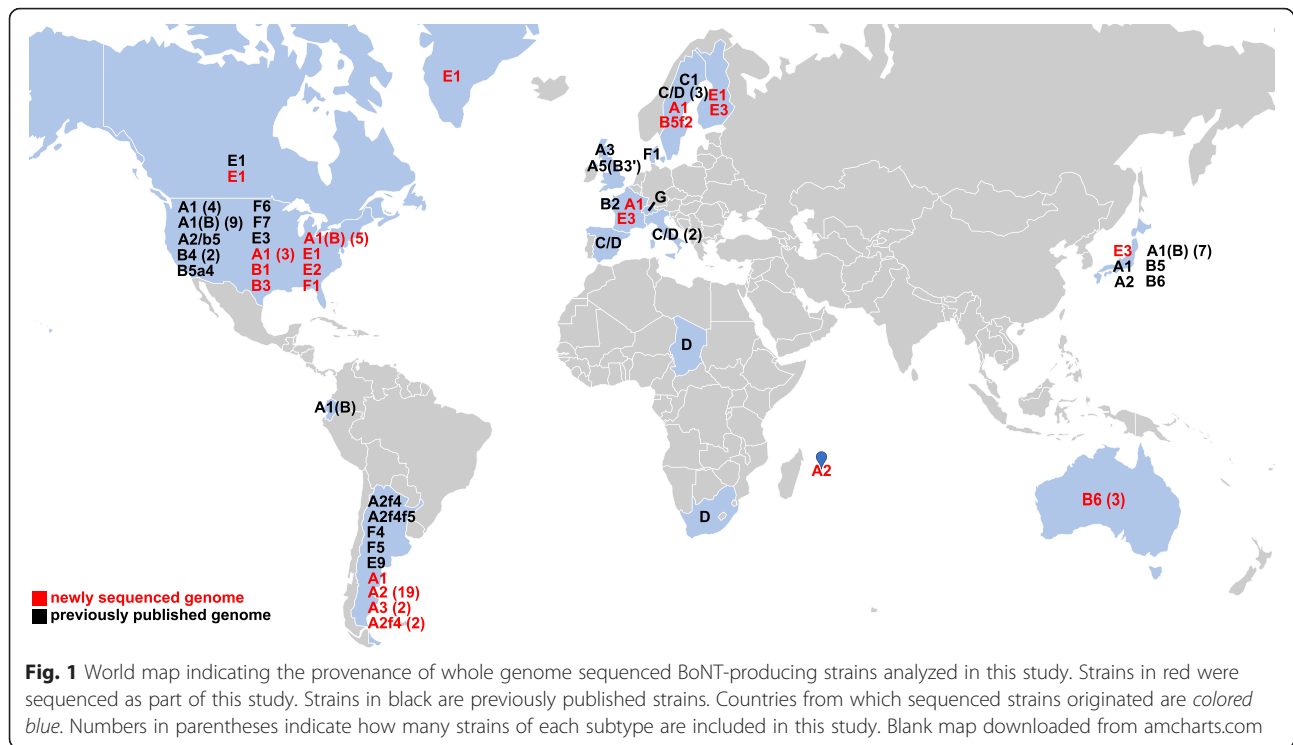 E1
C1
C/D (3)
A1
B5f2
E1
E3
E1
E1
A3
A5(B3')
F1
B2 A1
E3
G
C/D
C/D (2)
A1 (4)
A1(B) (9)
A2/b5
B4 (2)
B5a4
F6
F7
E3
A1 (3)
B1
B3
A1(B) (5)
E1
E2
F1
E3
A1
A2
A1(B) (7)
B5
B6
D
A1(B)
A2
B6 (3)
D
A2f4
A2f4f5
F4
F5
E9
A1
A2 (19)
A3 (2)
A2f4 (2)
newly sequenced genome
previously published genome
Fig. 1 World map indicating the provenance of whole genome sequenced BoNT-producing strains analyzed in this study. Strains in red were
sequenced as part of this study. Strains in black are previously published strains. Countries from which sequenced strains originated are colored
blue. Numbers in parentheses indicate how many strains of each subtype are included in this study. Blank map downloaded from amcharts.com